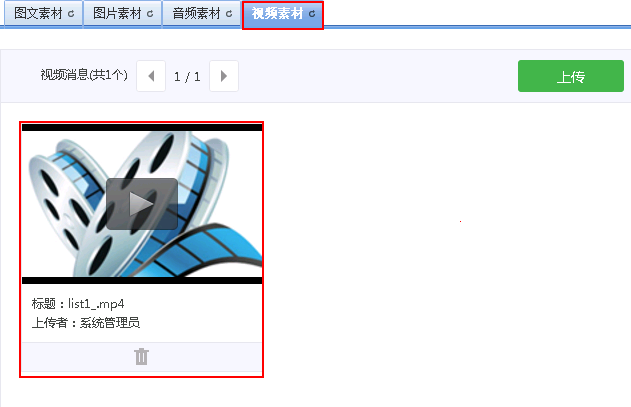 图文素材 图片素材 音频素材 视频素材
视频消息(共1个) 1 / 1 上传
标题：list1_.mp4
上传者：系统管理员